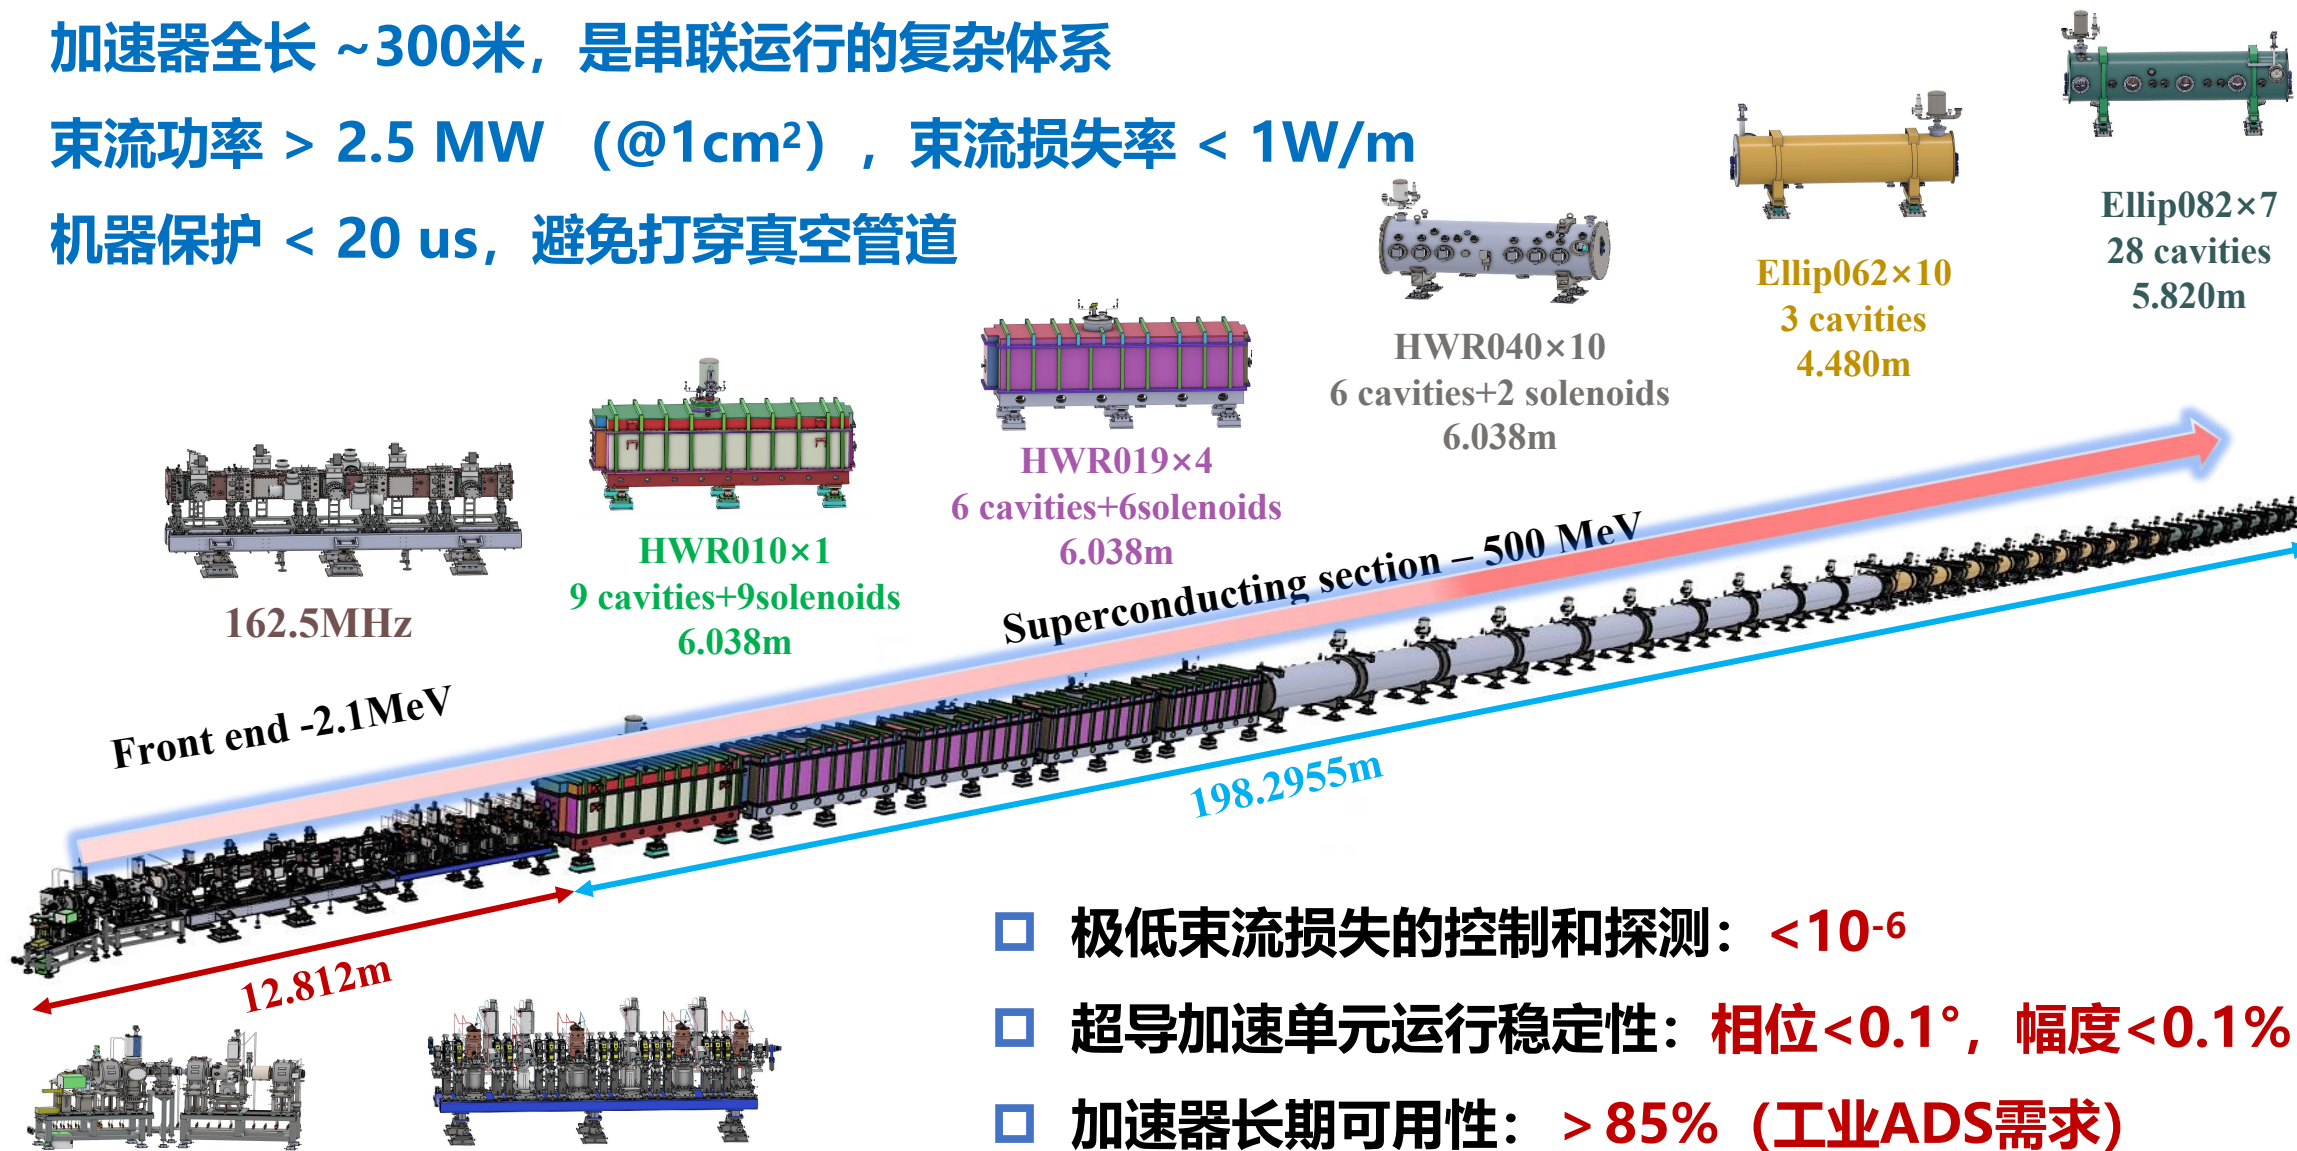 加速器全长 ~300米，是串联运行的复杂体系
束流功率 > 2.5 MW （@1cm²），束流损失率 < 1W/m
机器保护 < 20 us，避免打穿真空管道
Ellip082×7
28 cavities
5.820m
Ellip062×10
3 cavities
4.480m
HWR040×10
6 cavities+2 solenoids
6.038m
HWR019×4
6 cavities+6solenoids
6.038m
HWR010×1
9 cavities+9solenoids
6.038m
162.5MHz
Superconducting section – 500 MeV
Front end -2.1MeV
198.2955m
12.812m
极低束流损失的控制和探测：<10⁻⁶
超导加速单元运行稳定性：相位<0.1°，幅度<0.1%
加速器长期可用性：＞85%（工业ADS需求）